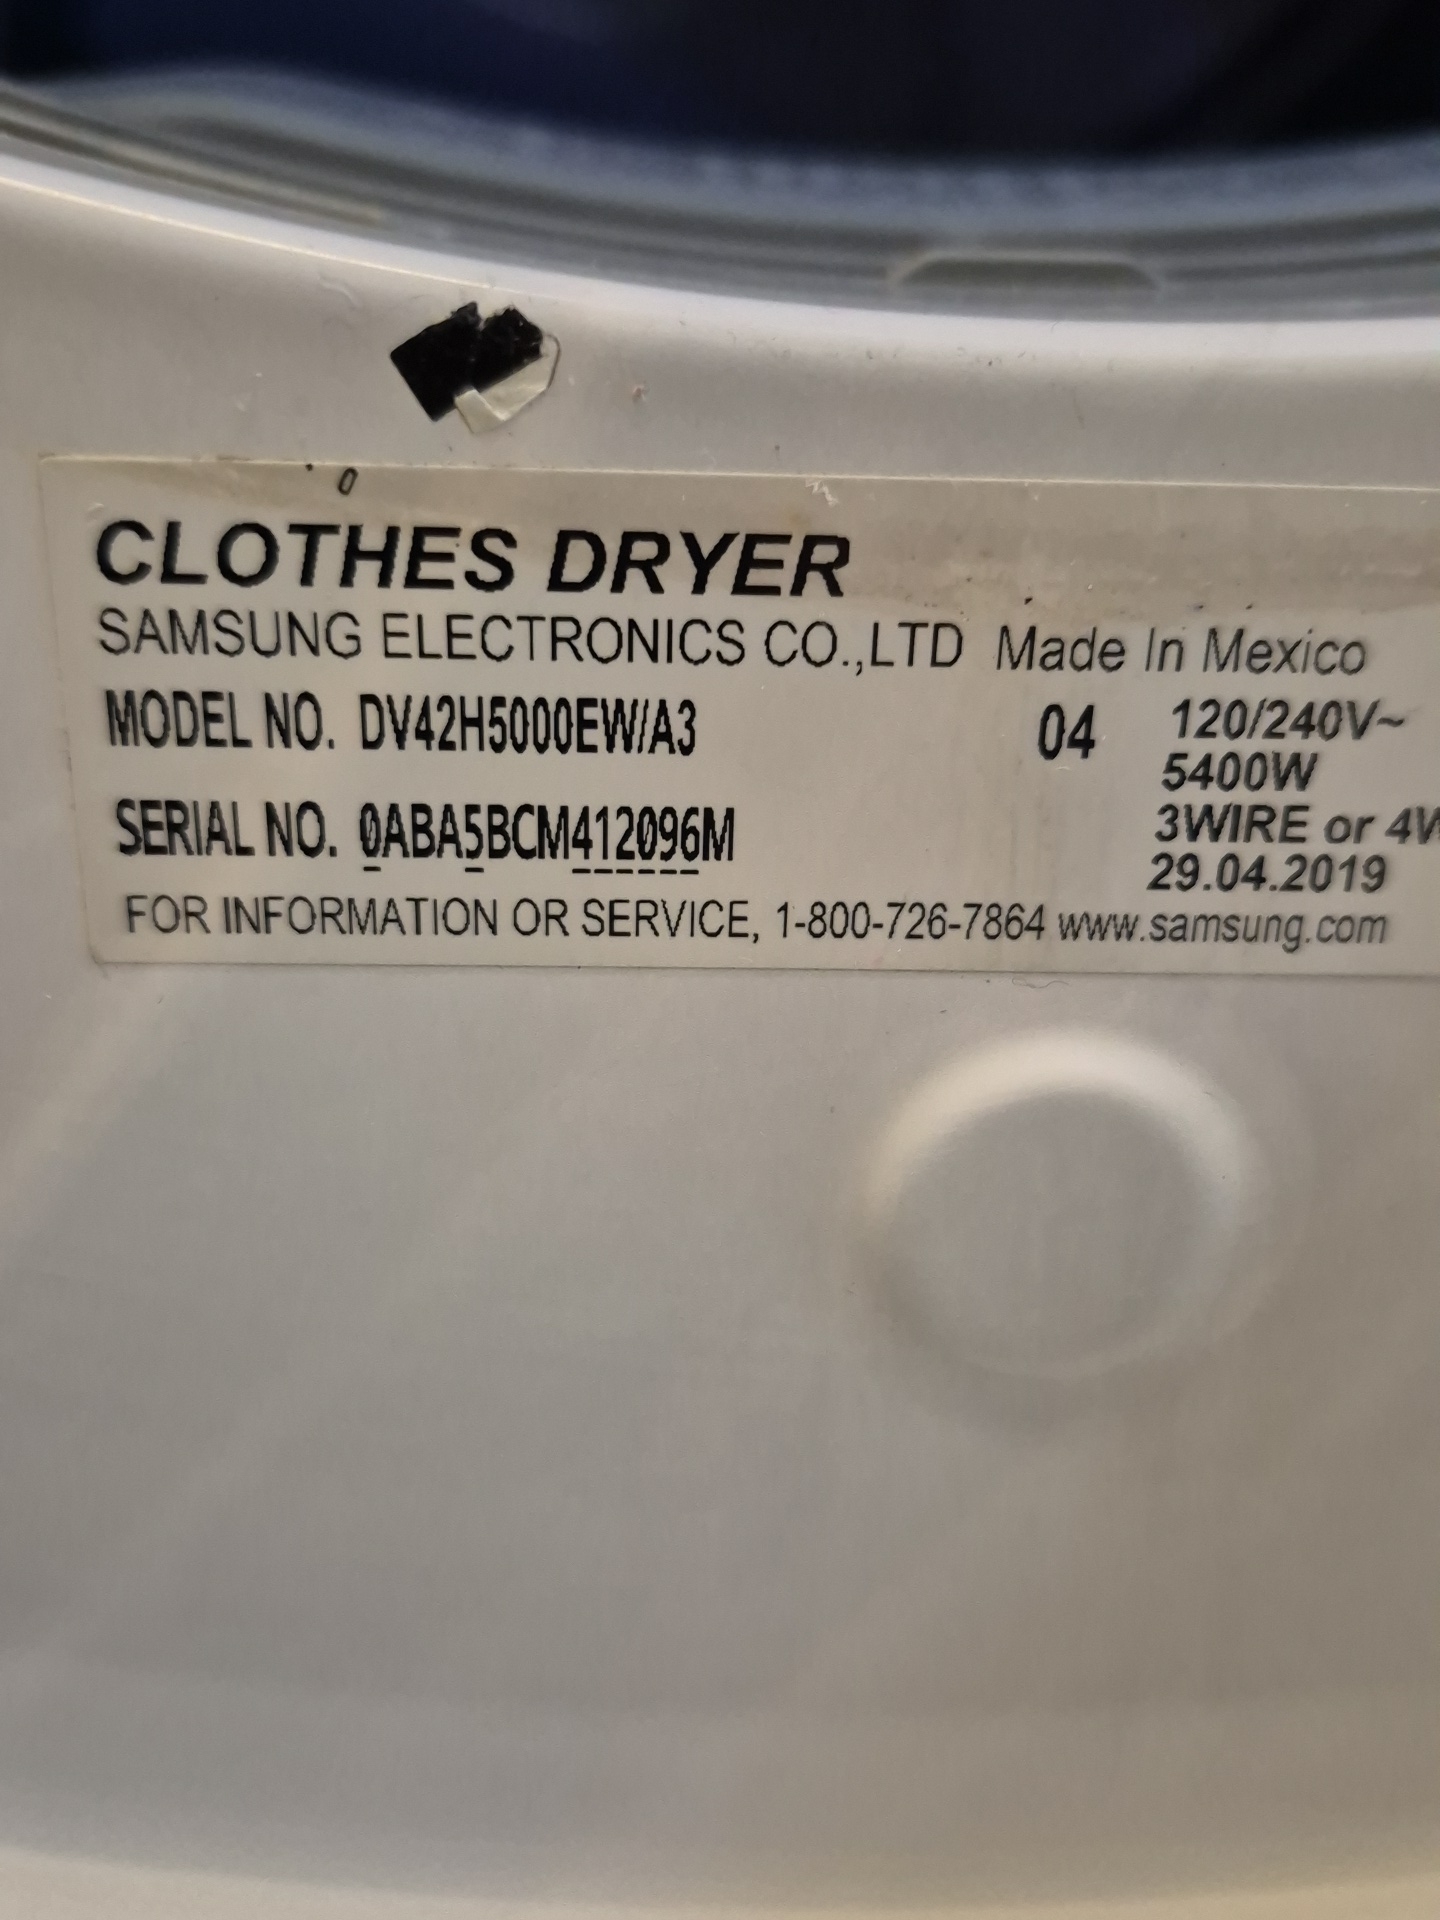 CLOTHES DRYER
SAMSUNG ELECTRONICS CO.,LTD Made In Mexico
MODEL NO. DV42H5000EW/A3 04 120/240V~
5400W
SERIAL NO. 0ABA5BCM412096M 3WIRE or 4W
29.04.2019
FOR INFORMATION OR SERVICE, 1-800-726-7864 www.samsung.com